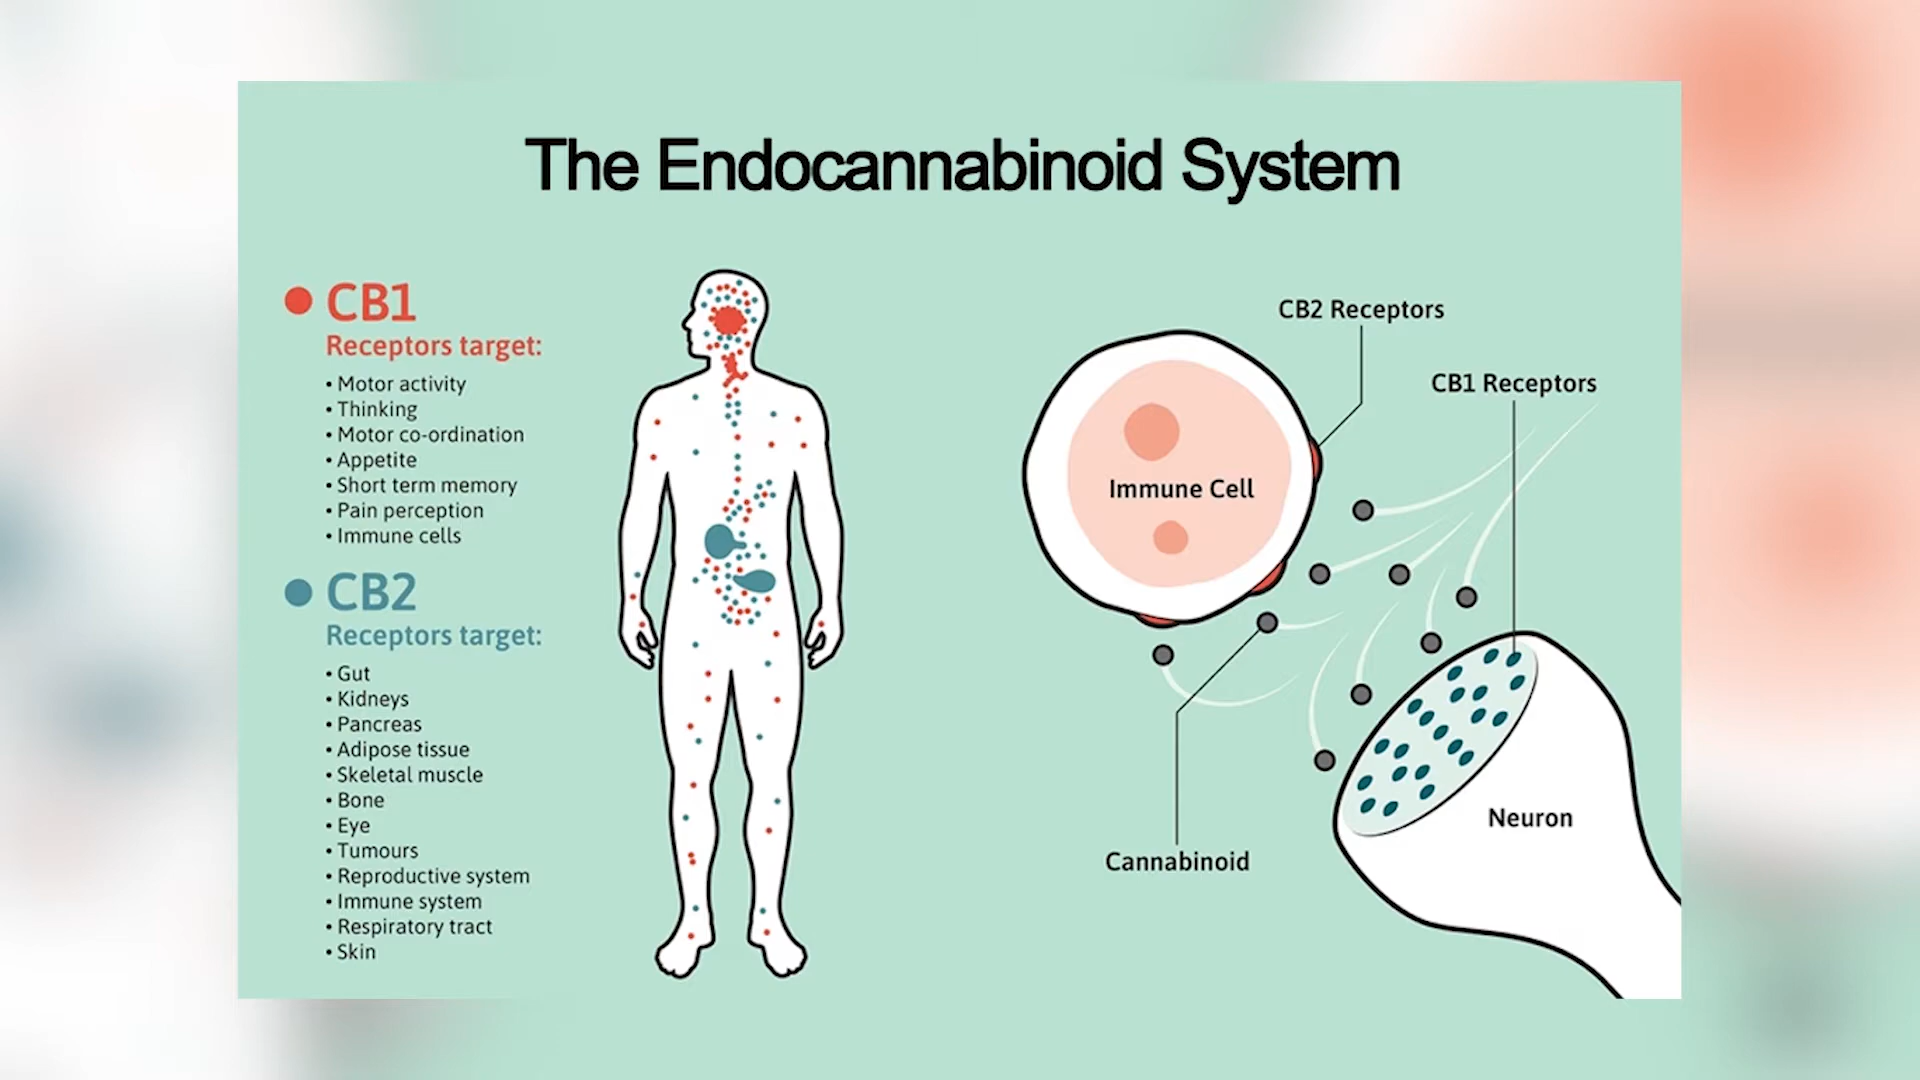 The Endocannabinoid System
CB1
Receptors target:
• Motor activity
• Thinking
• Motor co-ordination
• Appetite
• Short term memory
• Pain perception
• Immune cells
CB2
Receptors target:
• Gut
• Kidneys
• Pancreas
• Adipose tissue
• Skeletal muscle
• Bone
• Eye
• Tumours
• Reproductive system
• Immune system
• Respiratory tract
• Skin
CB2 Receptors
CB1 Receptors
Immune Cell
Neuron
Cannabinoid